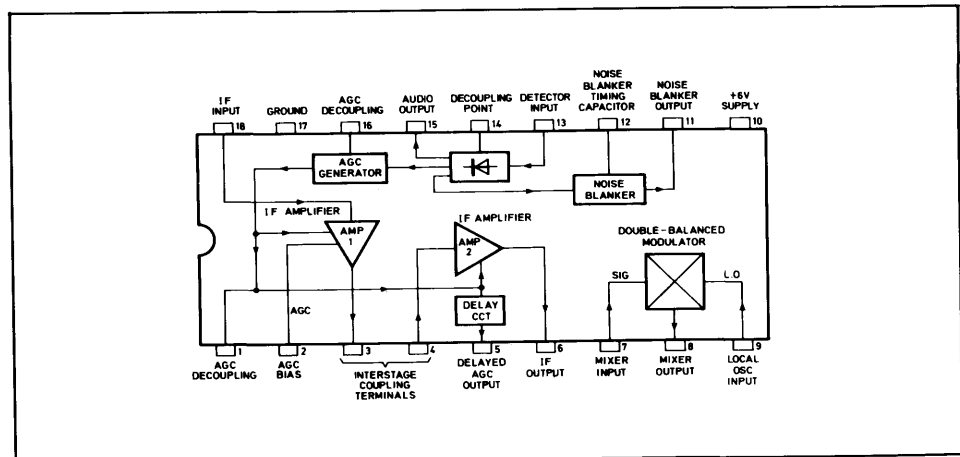 IF INPUT
18
GROUND
17
AGC DECOUPLING
16
AUDIO OUTPUT
15
DECOUPLING POINT
14
DETECTOR INPUT
13
NOISE BLANKER TIMING CAPACITOR
12
NOISE BLANKER OUTPUT
11
+6V SUPPLY
10
AGC GENERATOR
NOISE BLANKER
IF AMPLIFIER
AMP 1
IF AMPLIFIER
AMP 2
DOUBLE-BALANCED MODULATOR
SIG
L.O
DELAY CCT
AGC
1
AGC DECOUPLING
2
AGC BIAS
3
4
INTERSTAGE COUPLING TERMINALS
5
DELAYED AGC OUTPUT
6
IF OUTPUT
7
MIXER INPUT
8
MIXER OUTPUT
9
LOCAL OSC INPUT